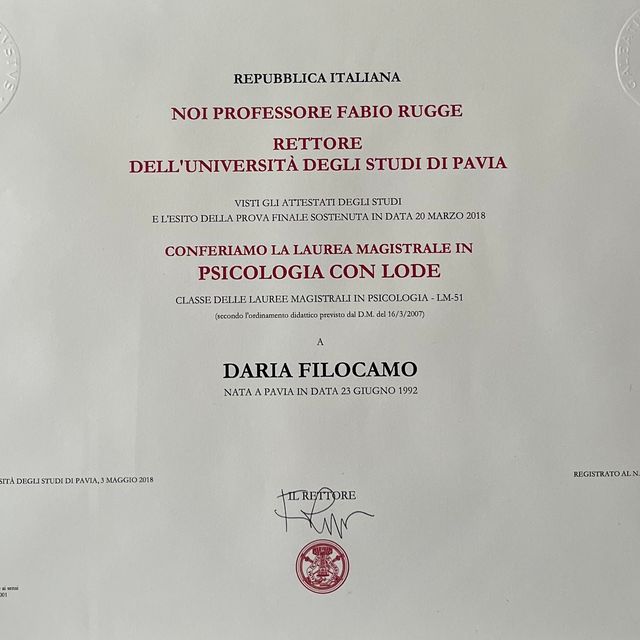 REPUBBLICA ITALIANA
NOI PROFESSORE FABIO RUGGE
RETTORE
DELL'UNIVERSITÀ DEGLI STUDI DI PAVIA
VISTI GLI ATTESTATI DEGLI STUDI
E L'ESITO DELLA PROVA FINALE SOSTENUTA IN DATA 20 MARZO 2018
CONFERIAMO LA LAUREA MAGISTRALE IN
PSICOLOGIA CON LODE
CLASSE DELLE LAUREE MAGISTRALI IN PSICOLOGIA - LM-51
(secondo l'ordinamento didattico previsto dal D.M. del 16/3/2007)
A
DARIA FILOCAMO
NATA A PAVIA IN DATA 23 GIUGNO 1992
SITÀ DEGLI STUDI DI PAVIA, 3 MAGGIO 2018
REGISTRATO AL N.
IL RETTORE
ai sensi
001